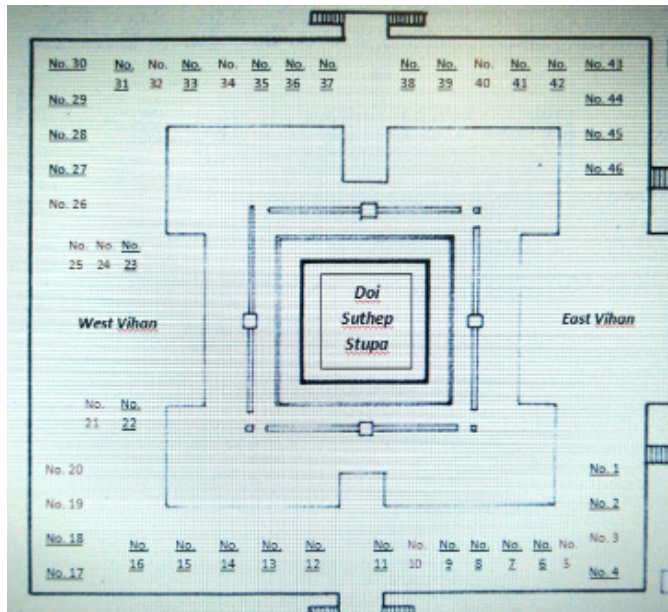 No. 30
No. 31
No. 32
No. 33
No. 34
No. 35
No. 36
No. 37
No. 38
No. 39
No. 40
No. 41
No. 42
No. 43
No. 29
No. 44
No. 28
No. 45
No. 27
No. 46
No. 26
No. 25
No. 24
No. 23
Doi
Suthep
Stupa
West Vihan
East Vihan
No. 21
No. 22
No. 20
No. 1
No. 19
No. 2
No. 18
No. 3
No. 17
No. 16
No. 15
No. 14
No. 13
No. 12
No. 11
No. 10
No. 9
No. 8
No. 7
No. 6
No. 5
No. 4